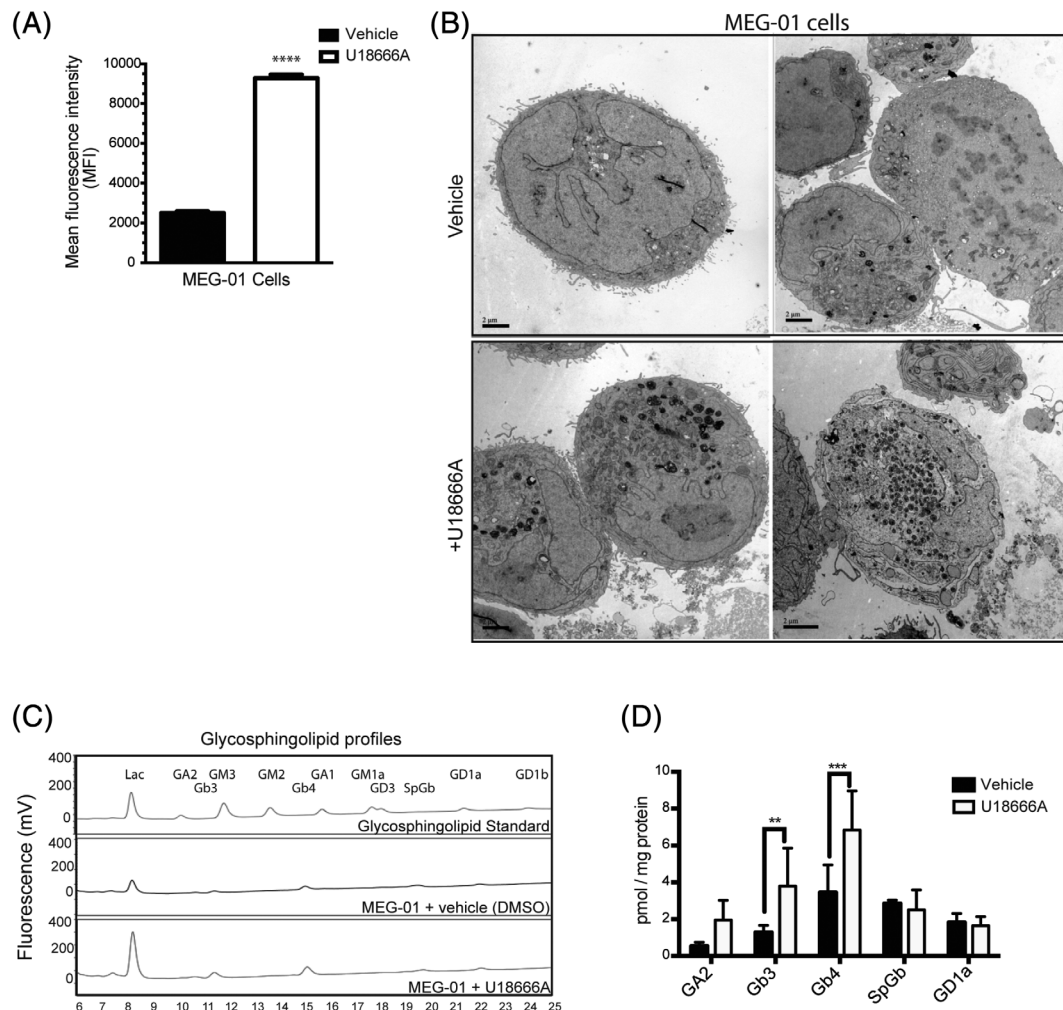 (A)
Vehicle
U18666A
Mean fluorescence intensity
(MFI)
10000
8000
6000
4000
2000
0
****
MEG-01 Cells
(B)
MEG-01 cells
Vehicle
2 μm
2 μm
+U18666A
2 μm
(C)
Glycosphingolipid profiles
Fluorescence (mV)
400
200
0
Lac GA2 GM3 GM2 GA1 GM1a GD1a GD1b
Gb3 Gb4 GD3 SpGb
Glycosphingolipid Standard
400
200
0
MEG-01 + vehicle (DMSO)
400
200
0
MEG-01 + U18666A
6 7 8 9 10 11 12 13 14 15 16 17 18 19 20 21 22 23 24 25
(D)
Vehicle
U18666A
pmol / mg protein
10
8
6
4
2
0
**
***
GA2 Gb3 Gb4 SpGb GD1a